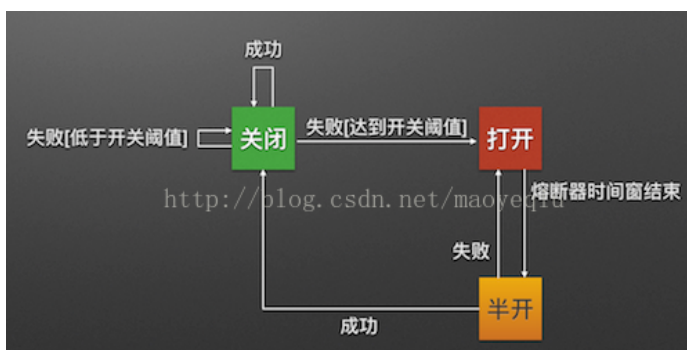 成功
失败[低于开关阈值]
关闭
失败[达到开关阈值]
打开
熔断器时间窗结束
http://blog.csdn.net/maoyeqiu
失败
半开
成功